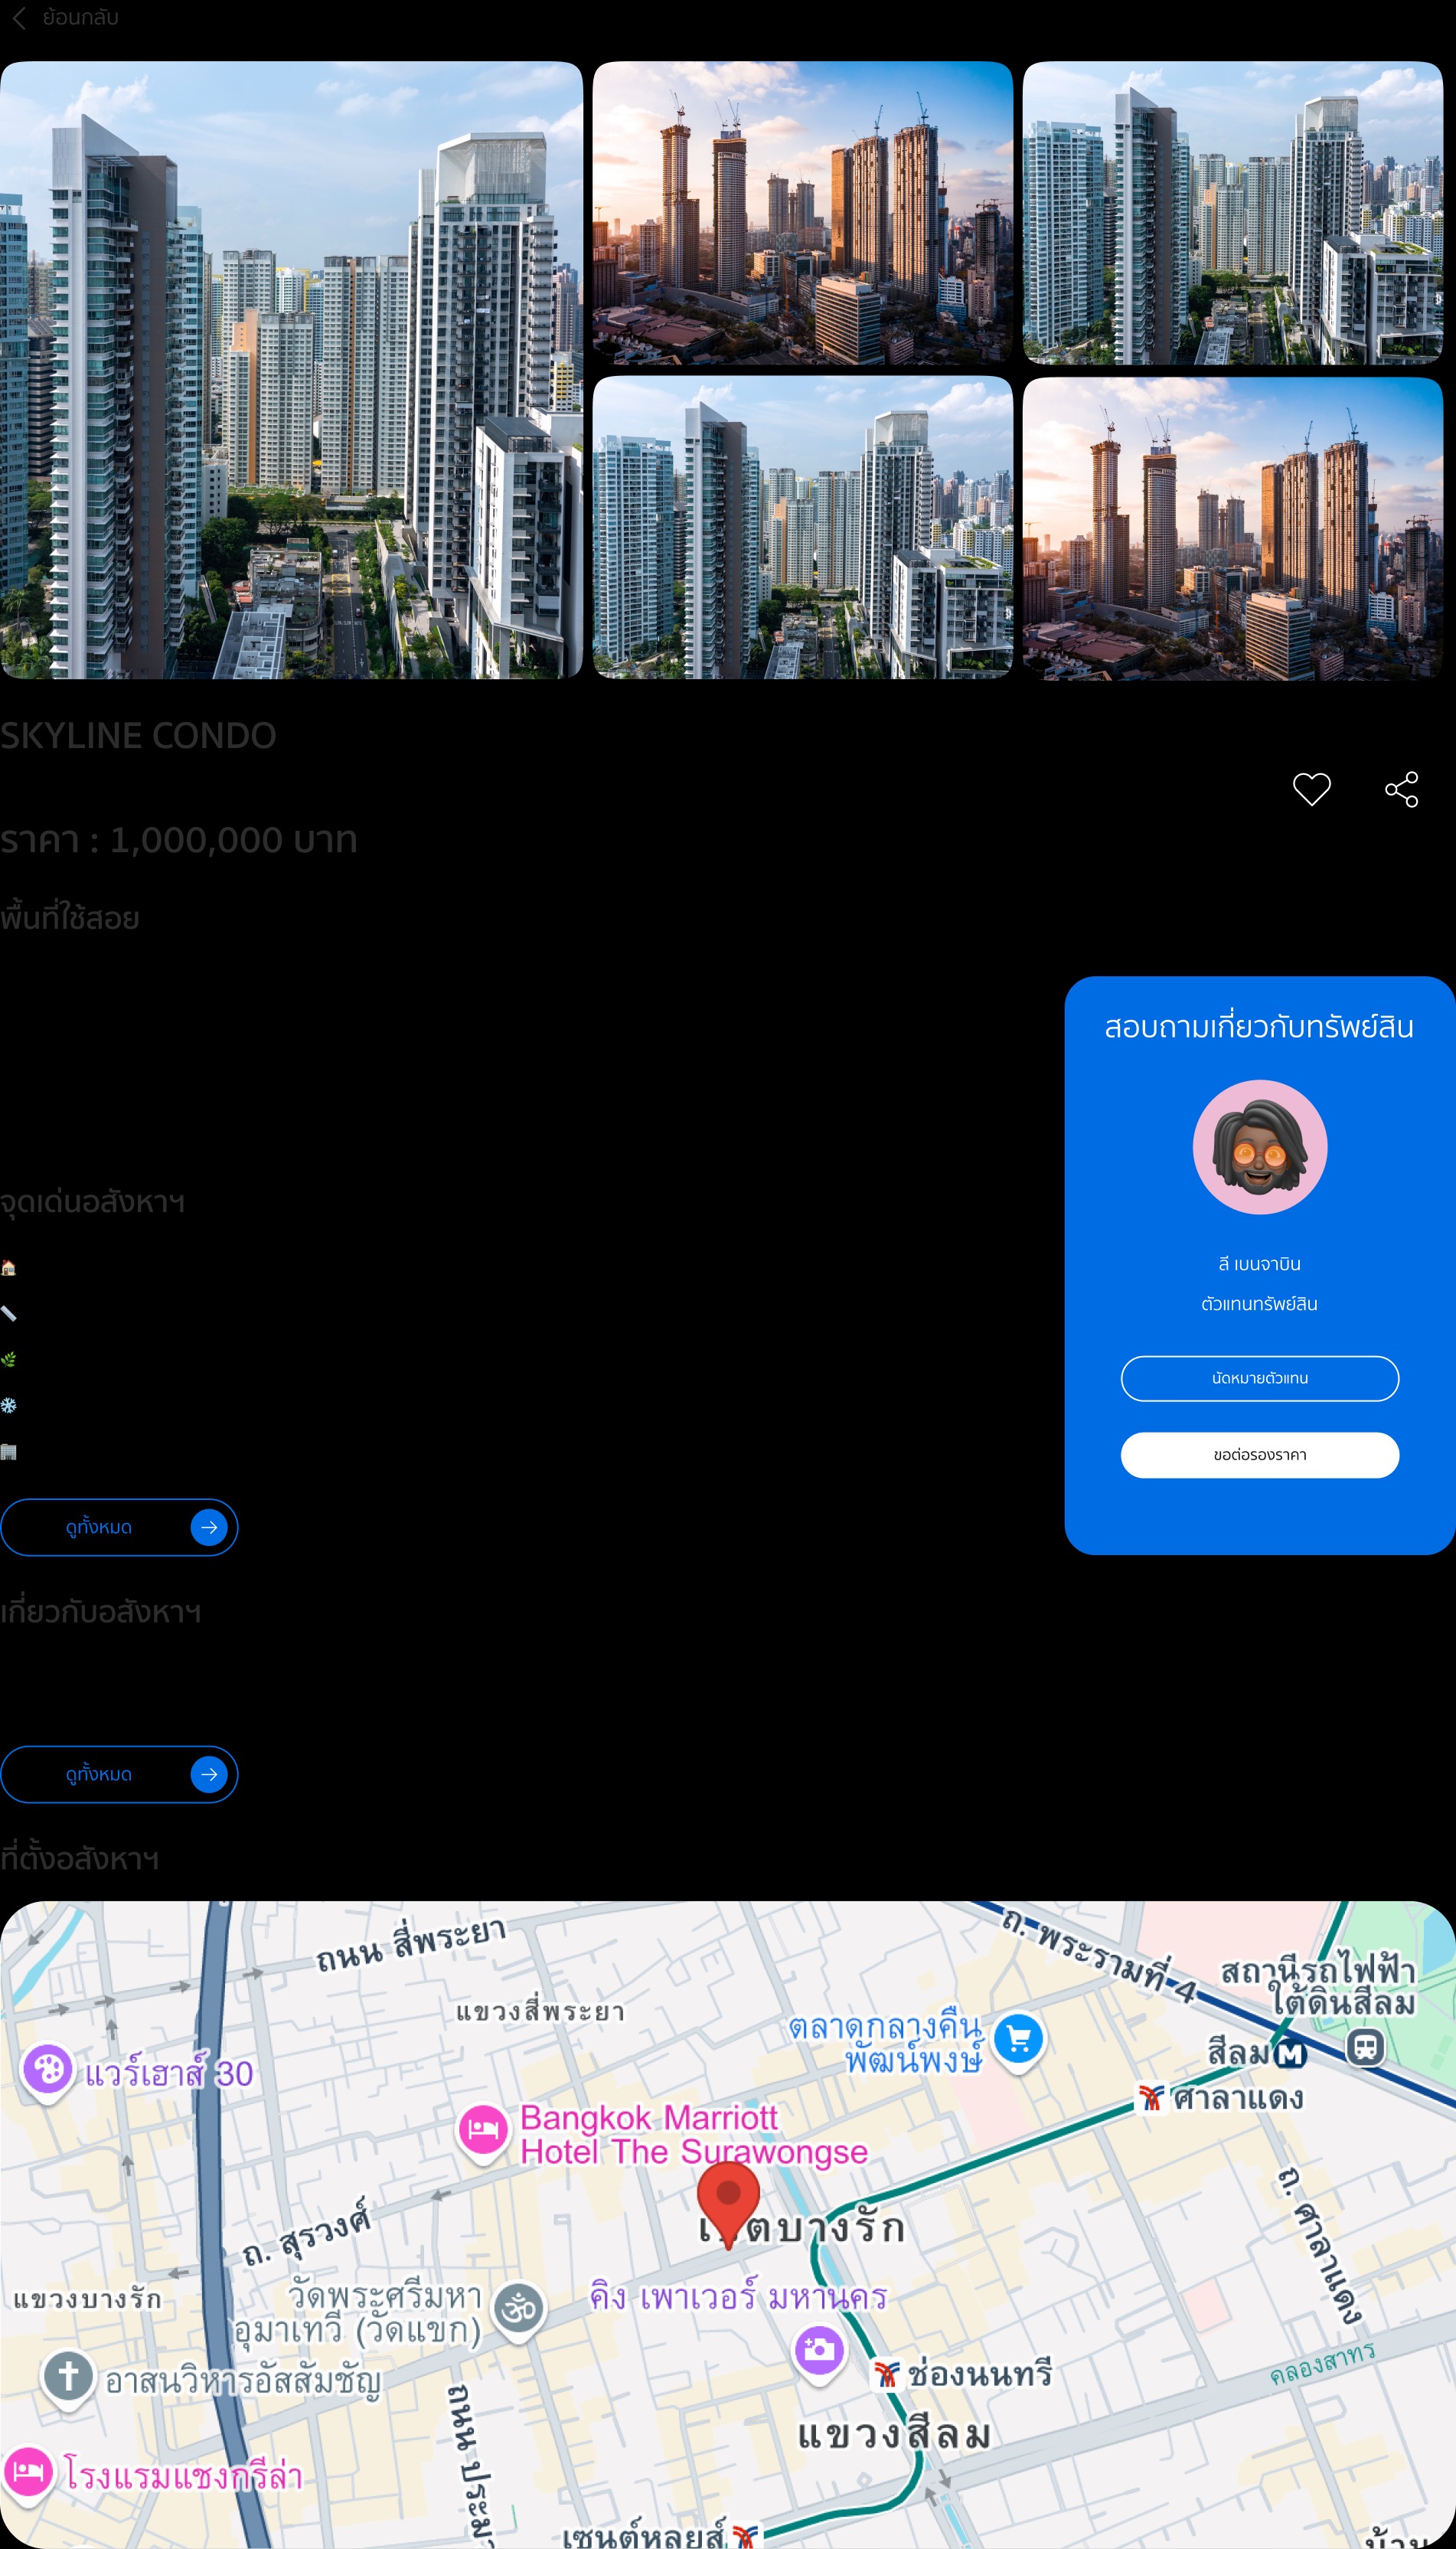 ย้อนกลับ
SKYLINE CONDO
ราคา : 1,000,000 บาท
พื้นที่ใช้สอย
สอบถามเกี่ยวกับทรัพย์สิน
ลี เบนจาบิน
ตัวแทนทรัพย์สิน
นัดหมายตัวแทน
ขอต่อรองราคา
จุดเด่นอสังหาฯ
ดูทั้งหมด
เกี่ยวกับอสังหาฯ
ดูทั้งหมด
ที่ตั้งอสังหาฯ
ถนน สี่พระยา
ถ. พระรามที่ 4
สถานีรถไฟฟ้า
ใต้ดินสีลม
แขวงสี่พระยา
ตลาดกลางคืน
พัฒน์พงษ์
สีลม
แวร์เฮาส์ 30
ศาลาแดง
Bangkok Marriott
Hotel The Surawongse
ถ. สุรวงศ์
เขตบางรัก
ถ. ศาลาแดง
แขวงบางรัก
วัดพระศรีมหา
อุมาเทวี (วัดแขก)
คิง เพาเวอร์ มหานคร
อาสนวิหารอัสสัมชัญ
ช่องนนทรี
คลองสาทร
แขวงสีลม
โรงแรมแชงกรีล่า
ถนน ประมว
เซนต์หลุยส์